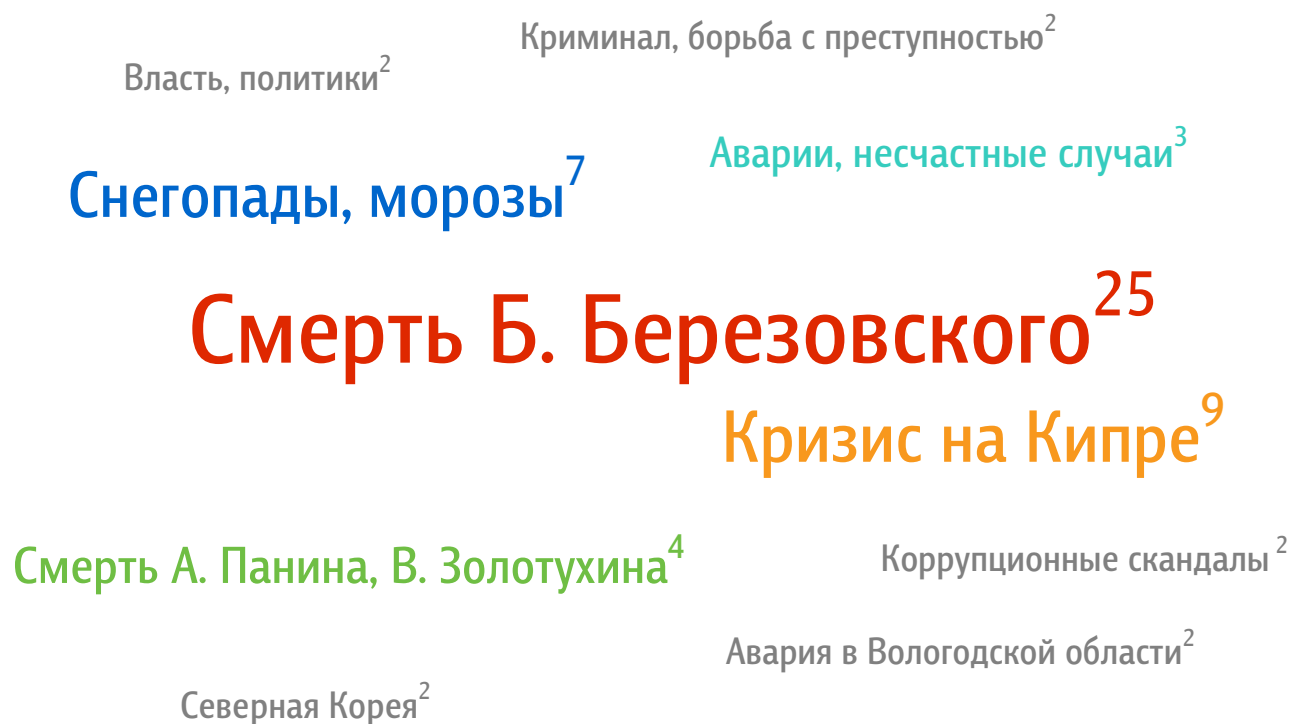 Криминал, борьба с преступностью2
Власть, политики2
Аварии, несчастные случаи3
Снегопады, морозы7
Смерть Б. Березовского25
Кризис на Кипре9
Смерть А. Панина, В. Золотухина4
Коррупционные скандалы 2
Авария в Вологодской области2
Северная Корея2